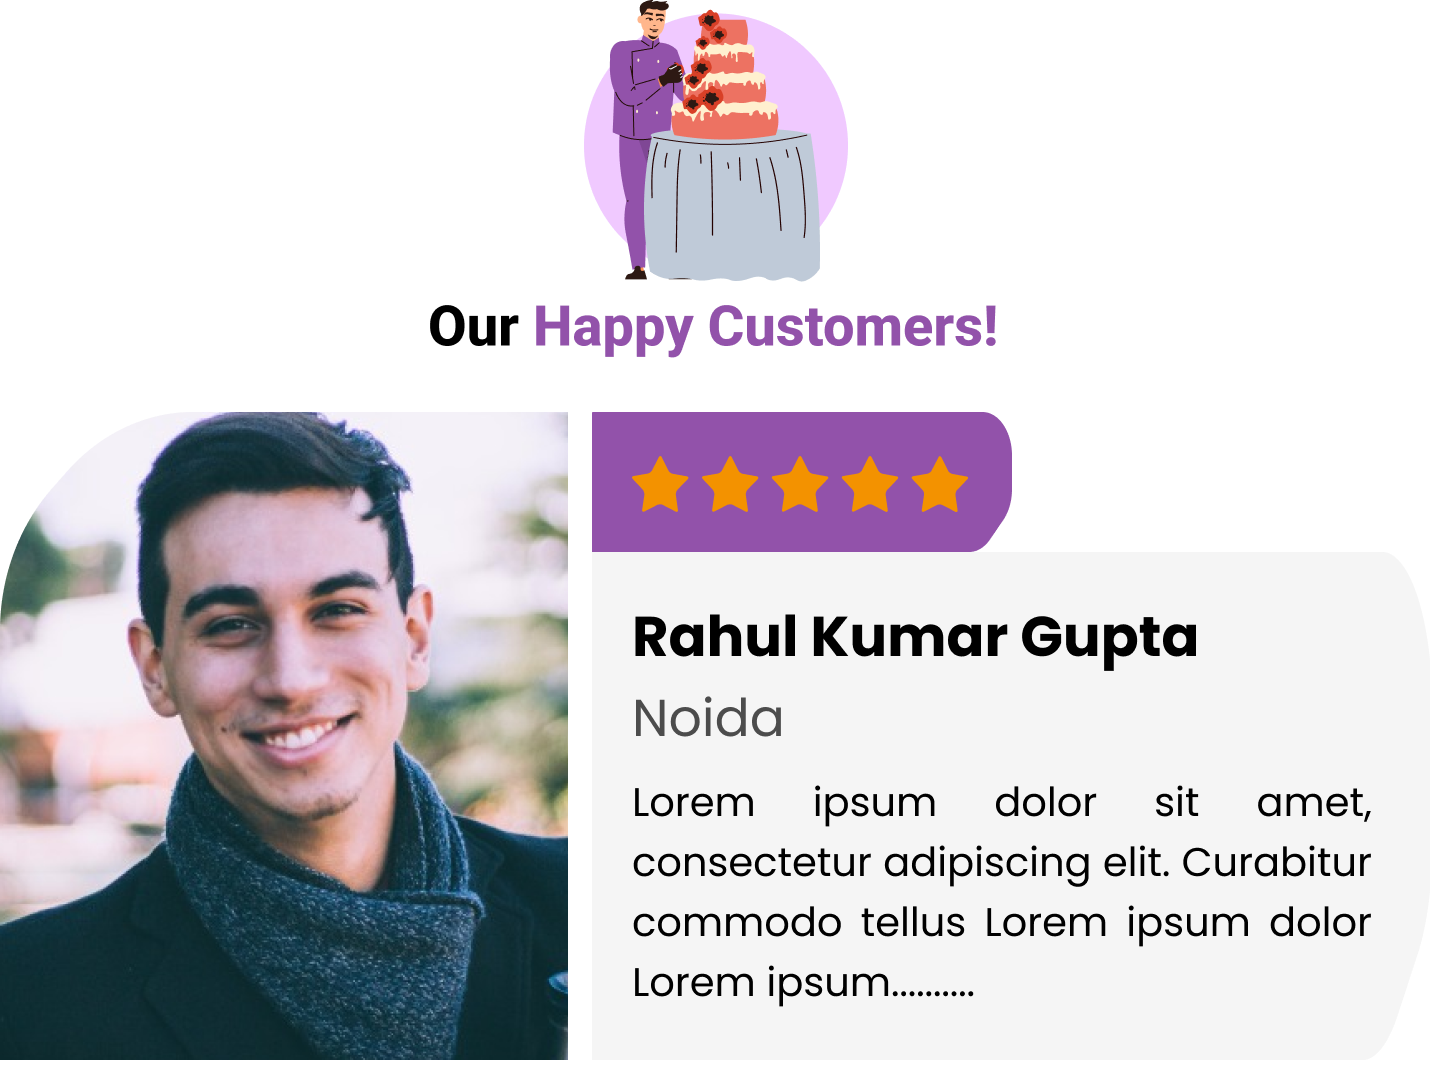 Our Happy Customers!
Rahul Kumar Gupta
Noida
Lorem ipsum dolor sit amet,
consectetur adipiscing elit. Curabitur
commodo tellus Lorem ipsum dolor
Lorem ipsum..........